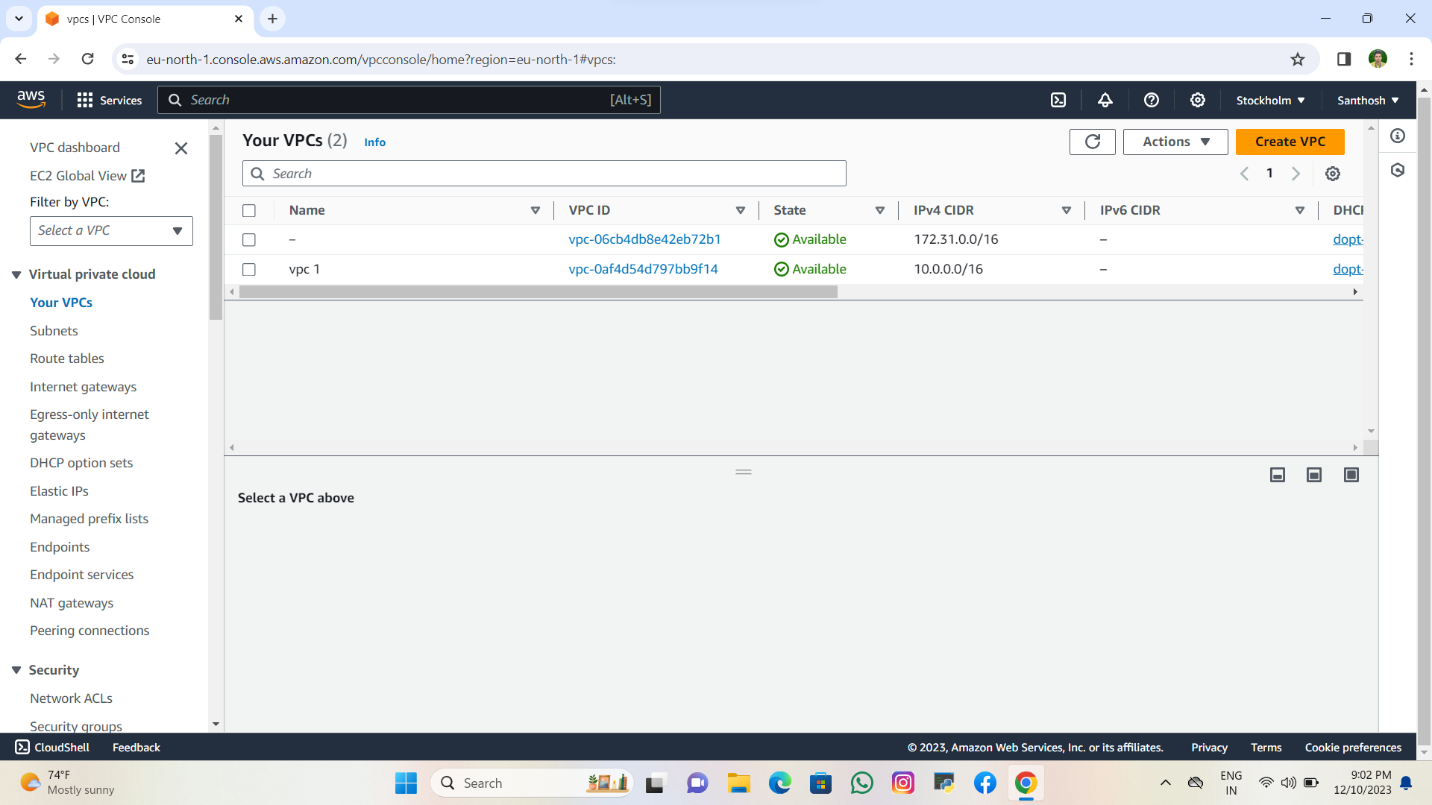 vpcs | VPC Console
eu-north-1.console.aws.amazon.com/vpcconsole/home?region=eu-north-1#vpcs:
aws
Services
Search
[Alt+S]
Stockholm
Santhosh
VPC dashboard
EC2 Global View
Filter by VPC:
Select a VPC
Virtual private cloud
Your VPCs
Subnets
Route tables
Internet gateways
Egress-only internet
gateways
DHCP option sets
Elastic IPs
Managed prefix lists
Endpoints
Endpoint services
NAT gateways
Peering connections
Security
Network ACLs
Security groups
Your VPCs (2) Info
Actions
Create VPC
Search
1
Name VPC ID State IPv4 CIDR IPv6 CIDR DHCP
– vpc-06cb4db8e42eb72b1 Available 172.31.0.0/16 – dopt-
vpc 1 vpc-0af4d54d797bb9f14 Available 10.0.0.0/16 – dopt-
Select a VPC above
CloudShell Feedback © 2023, Amazon Web Services, Inc. or its affiliates. Privacy Terms Cookie preferences
74°F
Mostly sunny
Search
ENG
IN
9:02 PM
12/10/2023